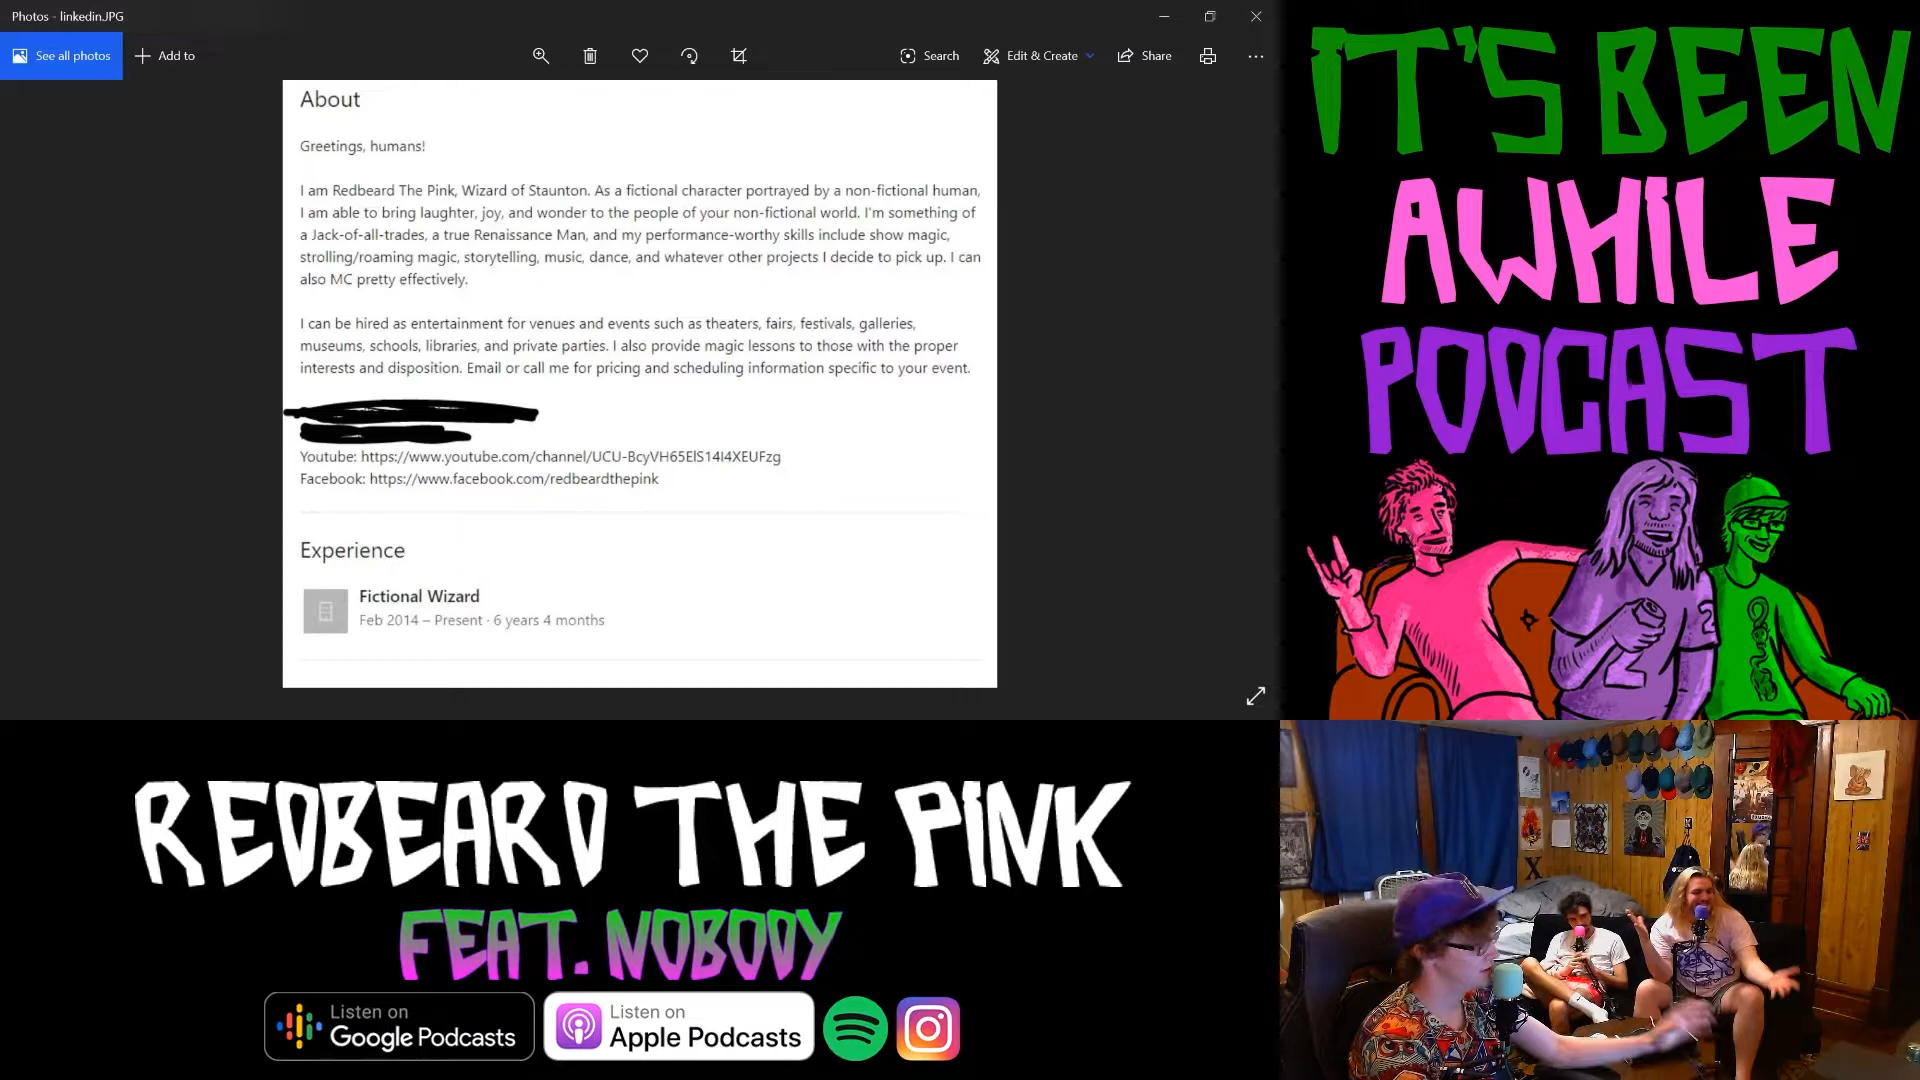 Photos - linkedin.JPG
See all photos
Add to
Search
Edit & Create
Share
About
Greetings, humans!
I am Redbeard The Pink, Wizard of Staunton. As a fictional character portrayed by a non-fictional human,
I am able to bring laughter, joy, and wonder to the people of your non-fictional world. I'm something of
a Jack-of-all-trades, a true Renaissance Man, and my performance-worthy skills include show magic,
strolling/roaming magic, storytelling, music, dance, and whatever other projects I decide to pick up. I can
also MC pretty effectively.
I can be hired as entertainment for venues and events such as theaters, fairs, festivals, galleries,
museums, schools, libraries, and private parties. I also provide magic lessons to those with the proper
interests and disposition. Email or call me for pricing and scheduling information specific to your event.
Youtube: https://www.youtube.com/channel/UCU-BcyVH65ElS14I4XEUFzg
Facebook: https://www.facebook.com/redbeardthepink
Experience
Fictional Wizard
Feb 2014 – Present · 6 years 4 months
IT'S BEEN
AWHILE
PODCAST
2
2
REDBEARD THE PINK
FEAT. NOBODY
Listen on
Google Podcasts
Listen on
Apple Podcasts
X